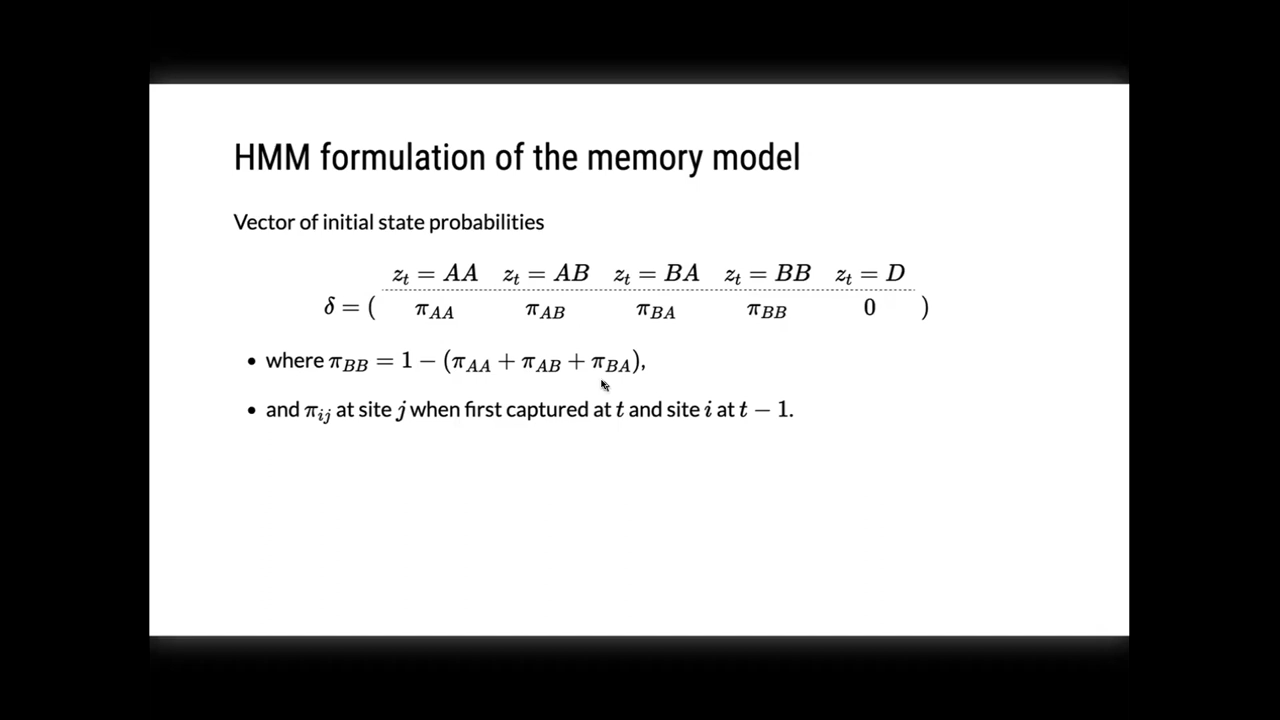 HMM formulation of the memory model
Vector of initial state probabilities
z_t = AA z_t = AB z_t = BA z_t = BB z_t = D
δ = ( π_AA π_AB π_BA π_BB 0 )
• where π_BB = 1 − (π_AA + π_AB + π_BA),
• and π_ij at site j when first captured at t and site i at t − 1.